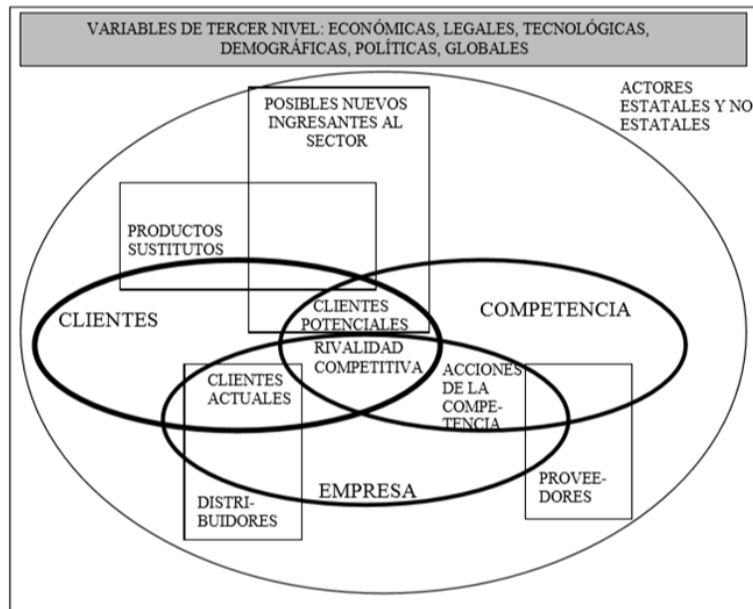 VARIABLES DE TERCER NIVEL: ECONÓMICAS, LEGALES, TECNOLÓGICAS,
DEMOGRÁFICAS, POLÍTICAS, GLOBALES
ACTORES
ESTATALES Y NO
ESTATALES
POSIBLES NUEVOS
INGRESANTES AL
SECTOR
PRODUCTOS
SUSTITUTOS
CLIENTES
CLIENTES
POTENCIALES
COMPETENCIA
RIVALIDAD
COMPETITIVA
CLIENTES
ACTUALES
ACCIONES
DE LA
COMPE-
TENCIA
EMPRESA
DISTRI-
BUIDORES
PROVEE-
DORES